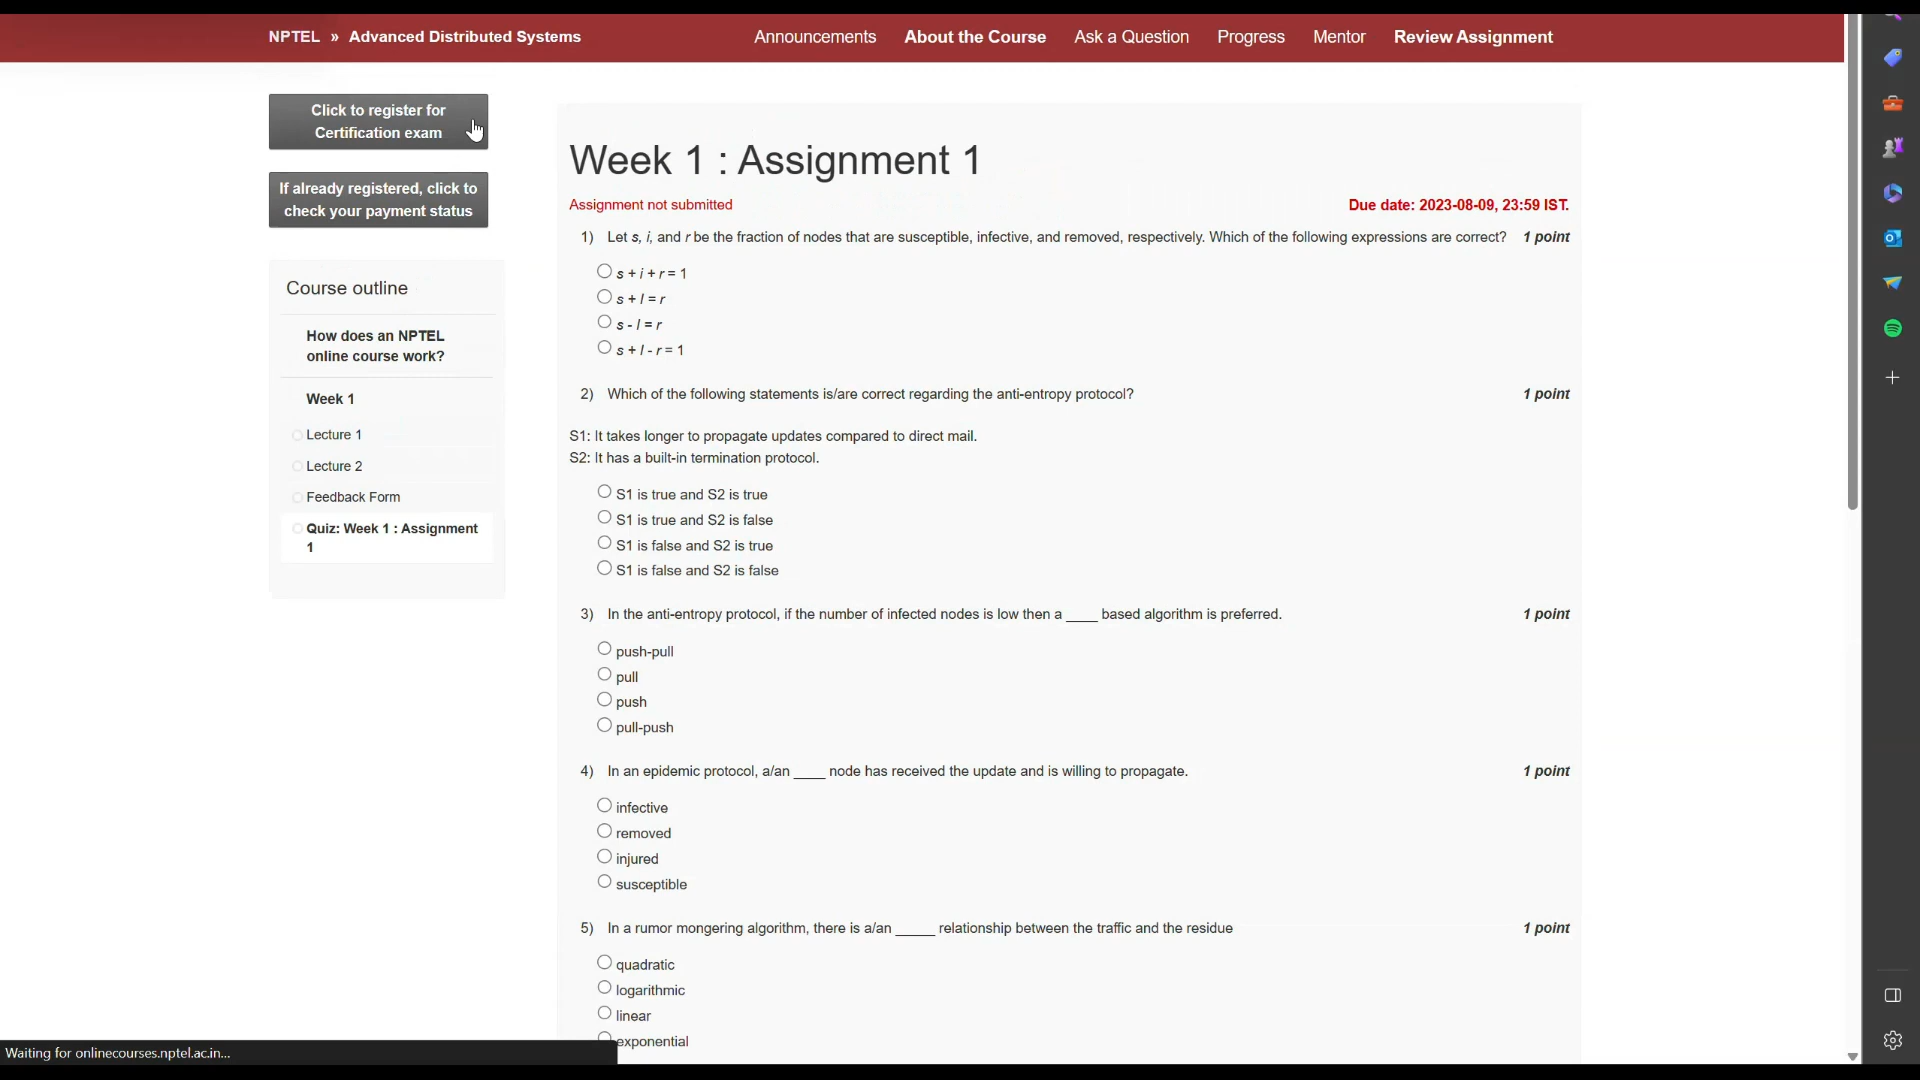 NPTEL » Advanced Distributed Systems
Announcements About the Course Ask a Question Progress Mentor Review Assignment
Click to register for
Certification exam
If already registered, click to
check your payment status
Course outline
How does an NPTEL
online course work?
Week 1
Lecture 1
Lecture 2
Feedback Form
Quiz: Week 1 : Assignment
1
Week 1 : Assignment 1
Assignment not submitted Due date: 2023-08-09, 23:59 IST.
1) Let s, i, and r be the fraction of nodes that are susceptible, infective, and removed, respectively. Which of the following expressions are correct? 1 point
s + i + r = 1
s + I = r
s - I = r
s + I - r = 1
2) Which of the following statements is/are correct regarding the anti-entropy protocol? 1 point
S1: It takes longer to propagate updates compared to direct mail.
S2: It has a built-in termination protocol.
S1 is true and S2 is true
S1 is true and S2 is false
S1 is false and S2 is true
S1 is false and S2 is false
3) In the anti-entropy protocol, if the number of infected nodes is low then a ____ based algorithm is preferred. 1 point
push-pull
pull
push
pull-push
4) In an epidemic protocol, a/an ____ node has received the update and is willing to propagate. 1 point
infective
removed
injured
susceptible
5) In a rumor mongering algorithm, there is a/an _____ relationship between the traffic and the residue 1 point
quadratic
logarithmic
linear
exponential
Waiting for onlinecourses.nptel.ac.in...